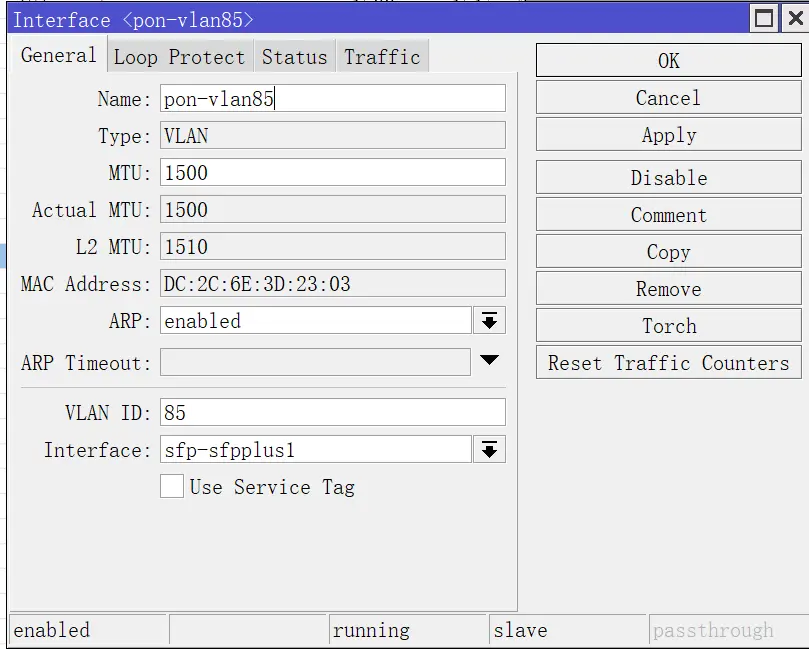 Interface <pon-vlan85>
General Loop Protect Status Traffic
Name: pon-vlan85
Type: VLAN
MTU: 1500
Actual MTU: 1500
L2 MTU: 1510
MAC Address: DC:2C:6E:3D:23:03
ARP: enabled
ARP Timeout:
VLAN ID: 85
Interface: sfp-sfpplus1
Use Service Tag
OK
Cancel
Apply
Disable
Comment
Copy
Remove
Torch
Reset Traffic Counters
enabled running slave passthrough